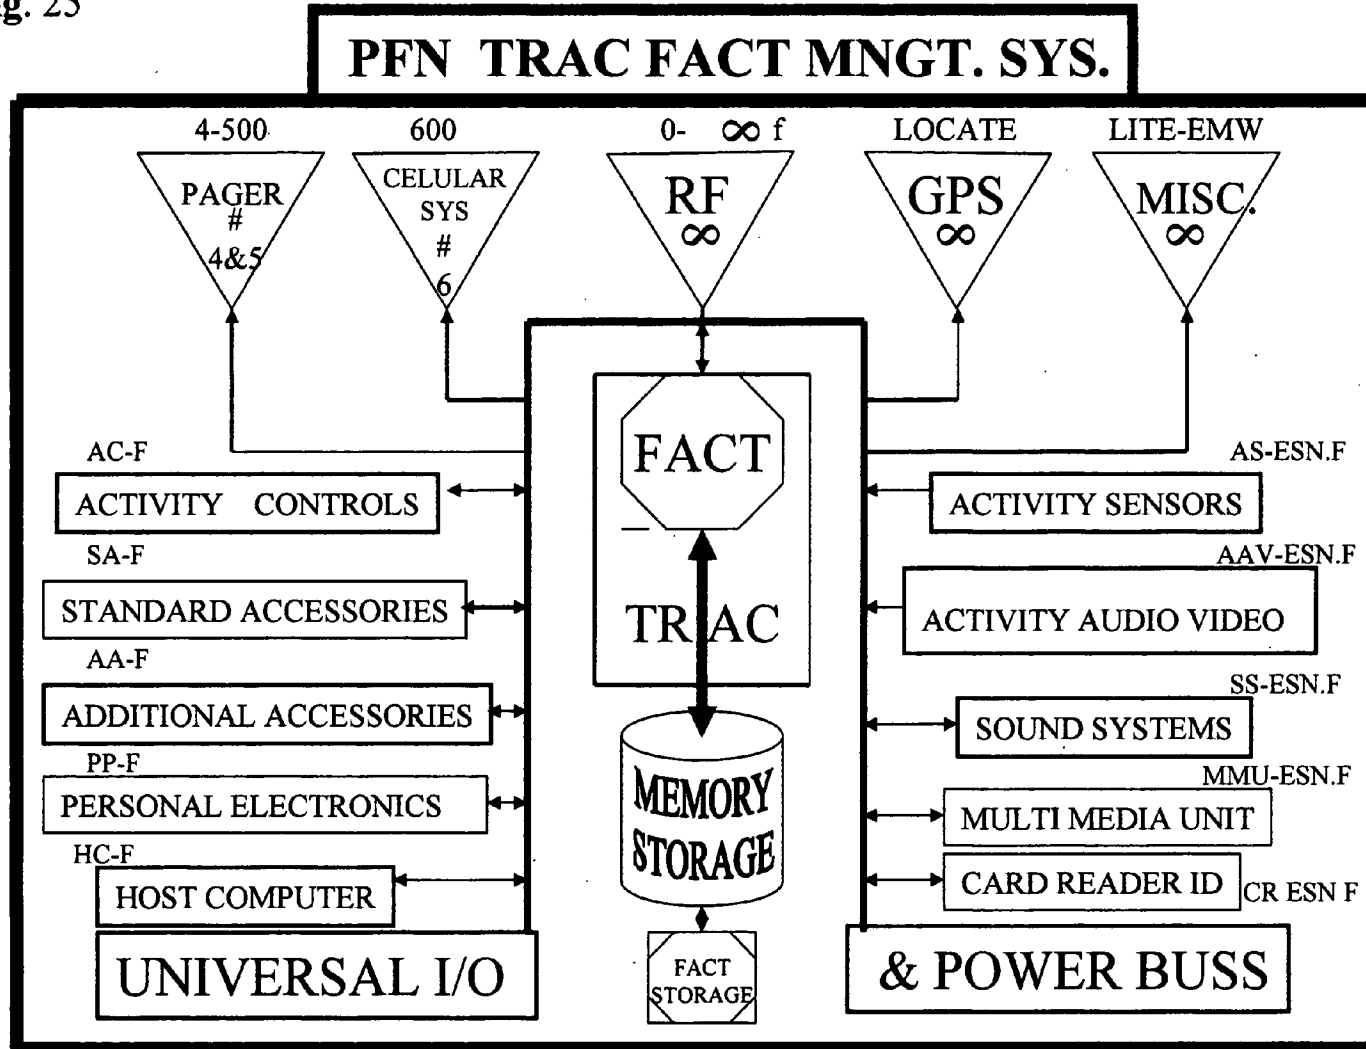 g. 25
PFN TRAC FACT MNGT. SYS.
4-500
600
0- ∞ f
LOCATE
LITE-EMW
PAGER
#
4&5
CELULAR
SYS
#
6
RF
∞
GPS
∞
MISC.
∞
FACT
TRAC
MEMORY
STORAGE
FACT
STORAGE
AC-F
ACTIVITY CONTROLS
SA-F
STANDARD ACCESSORIES
AA-F
ADDITIONAL ACCESSORIES
PP-F
PERSONAL ELECTRONICS
HC-F
HOST COMPUTER
UNIVERSAL I/O
AS-ESN.F
ACTIVITY SENSORS
AAV-ESN.F
ACTIVITY AUDIO VIDEO
SS-ESN.F
SOUND SYSTEMS
MMU-ESN.F
MULTI MEDIA UNIT
CARD READER ID
CR ESN F
& POWER BUSS